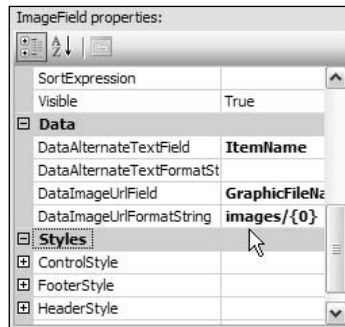 ImageField properties:
SortExpression
Visible True
Data
DataAlternateTextField ItemName
DataAlternateTextFormatSt
DataImageUrlField GraphicFileNa
DataImageUrlFormatString images/{0}
Styles
ControlStyle
FooterStyle
HeaderStyle